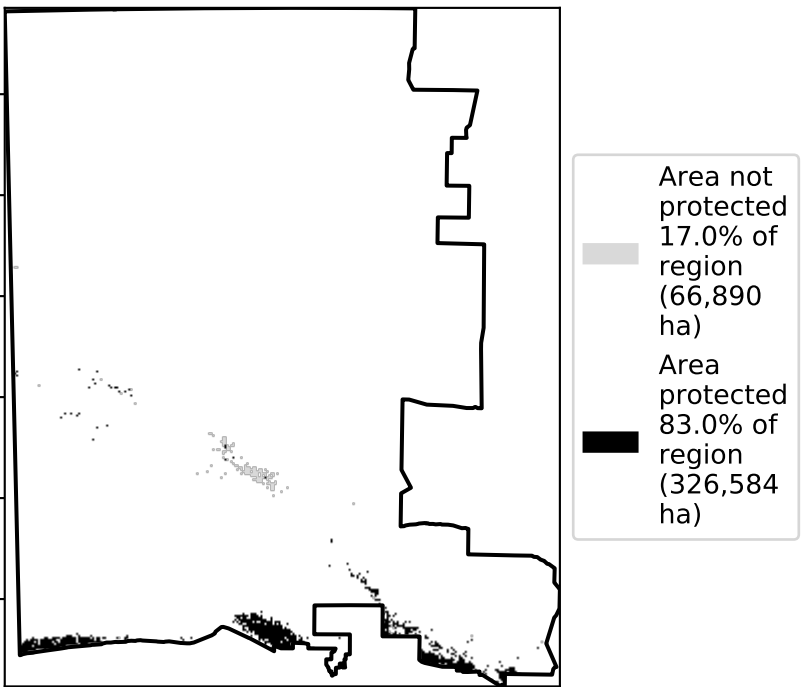 Area not
protected
17.0% of
region
(66,890
ha)
Area
protected
83.0% of
region
(326,584
ha)